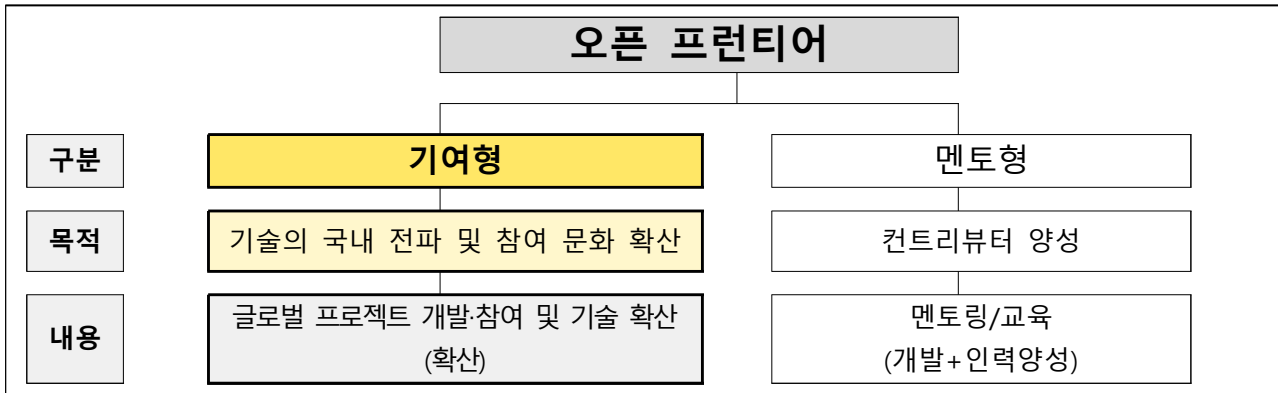 오픈 프런티어
구분
기여형
멘토형
목적
기술의 국내 전파 및 참여 문화 확산
컨트리뷰터 양성
내용
글로벌 프로젝트 개발·참여 및 기술 확산
(확산)
멘토링/교육
(개발+인력양성)